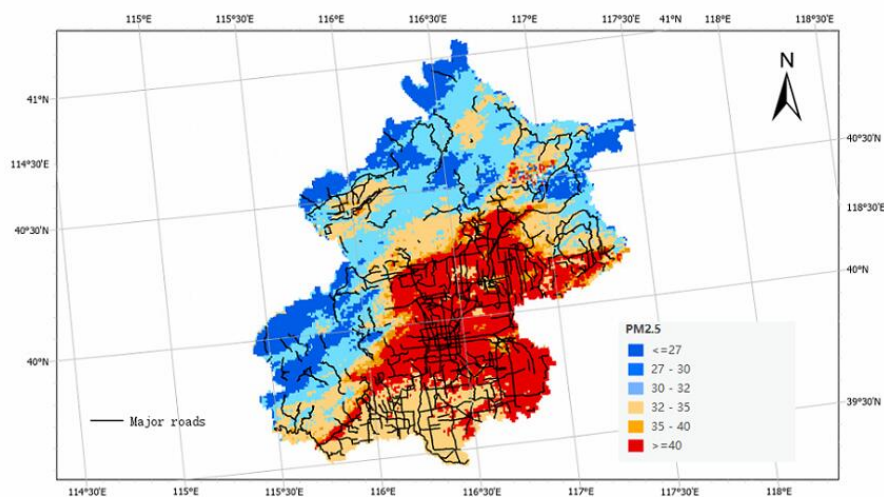 115°E 115°30'E 116°E 116°30'E 117°E 117°30'E 41°N 118°E 118°30'E
N
41°N
40°30'N
114°30'E
118°30'E
40°30'N
40°N
PM2.5
<=27
27 - 30
30 - 32
40°N
32 - 35
39°30'N
35 - 40
Major roads
>=40
114°30'E 115°E 115°30'E 116°E 116°30'E 117°E 117°30'E 118°E